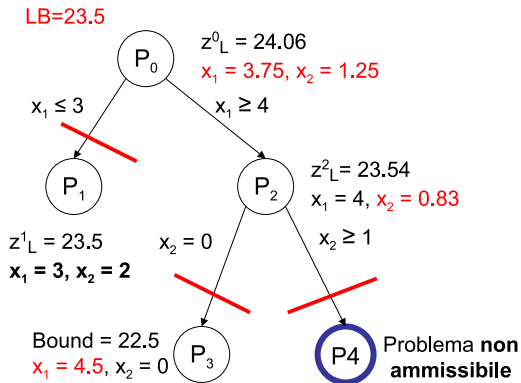 LB=23.5
P₀
z⁰L = 24.06
x₁ = 3.75, x₂ = 1.25
x₁ ≤ 3
x₁ ≥ 4
P₁
P₂
z²L= 23.54
x₁ = 4, x₂ = 0.83
z¹L = 23.5
x₁ = 3, x₂ = 2
x₂ = 0
x₂ ≥ 1
Bound = 22.5
x₁ = 4.5, x₂ = 0
P₃
P4
Problema non
ammissibile